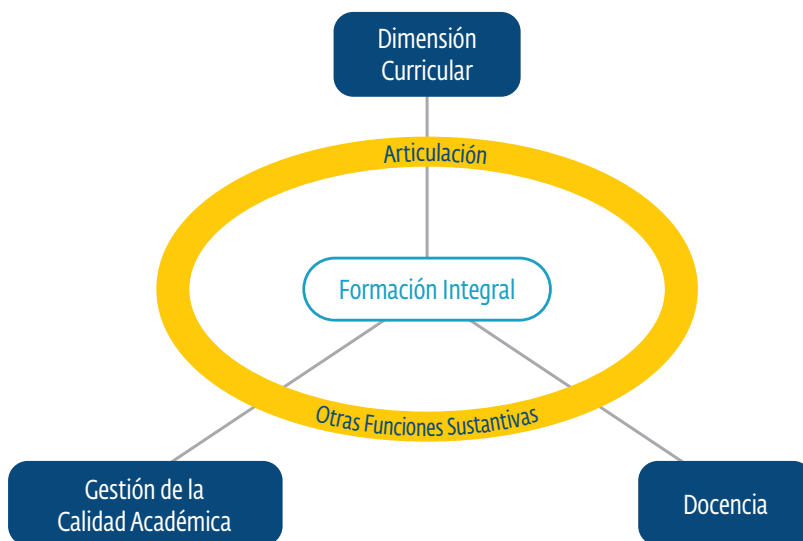 Dimensión
Curricular
Articulación
Formación Integral
Otras Funciones Sustantivas
Gestión de la
Calidad Académica
Docencia